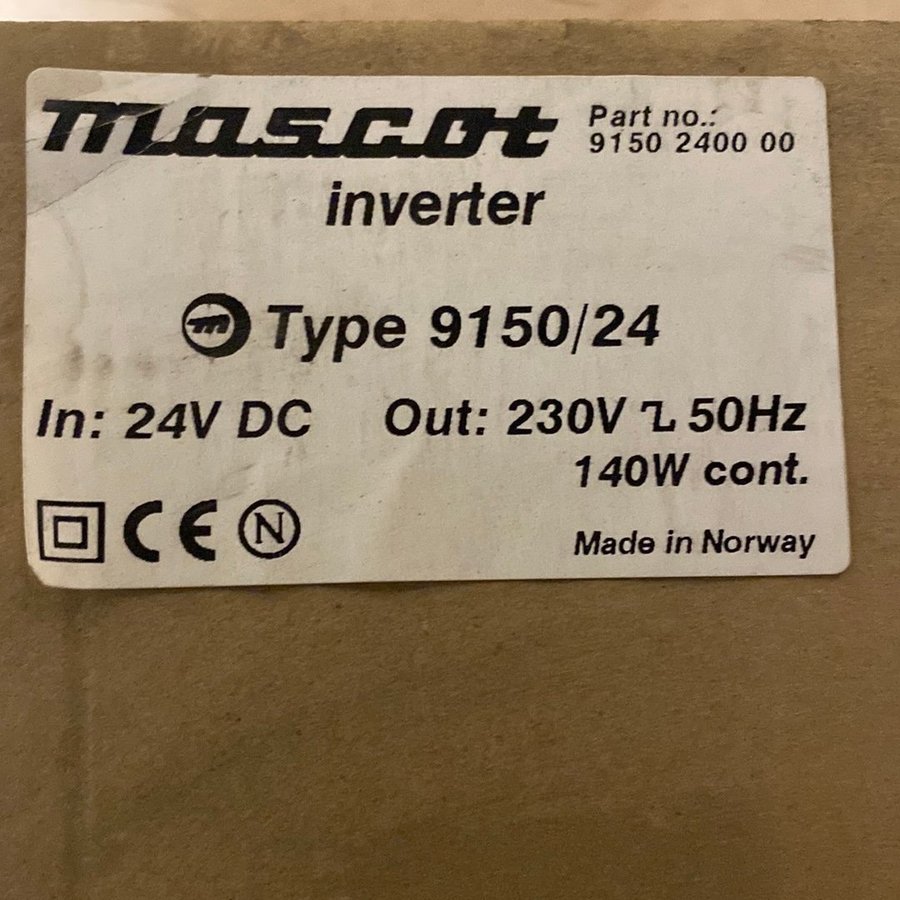 mascot
Part no.:
9150 2400 00
inverter
m Type 9150/24
In: 24V DC Out: 230V 50Hz
140W cont.
CE N
Made in Norway